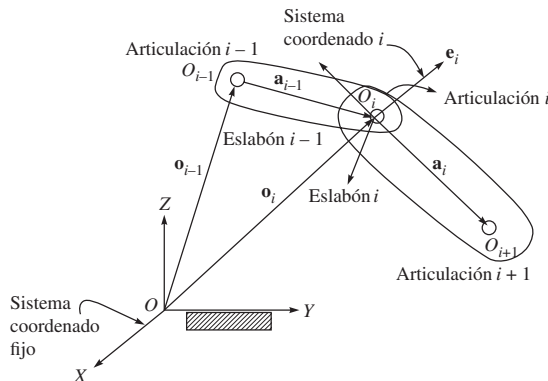 Sistema
coordenado i
e_i
Articulación i – 1
O_{i–1}
a_{i–1}
O_i
Articulación i
Eslabón i – 1
a_i
o_{i–1}
o_i
Eslabón i
Z
O_{i+1}
Articulación i + 1
O
Y
Sistema
coordenado
fijo
X